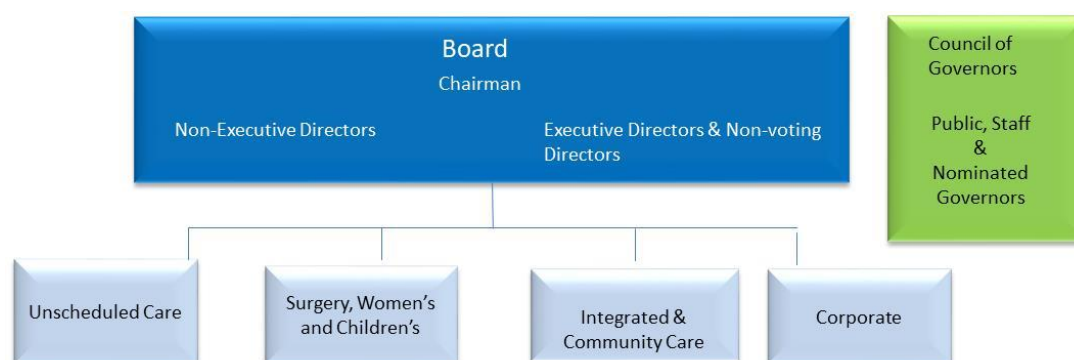 Board
Chairman
Non-Executive Directors
Executive Directors & Non-voting
Directors
Council of
Governors
Public, Staff
&
Nominated
Governors
Unscheduled Care
Surgery, Women’s
and Children’s
Integrated &
Community Care
Corporate